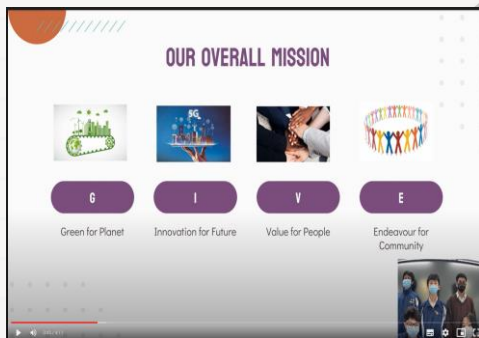 OUR OVERALL MISSION
5G
G I V E
Green for Planet Innovation for Future Value for People Endeavour for
Community